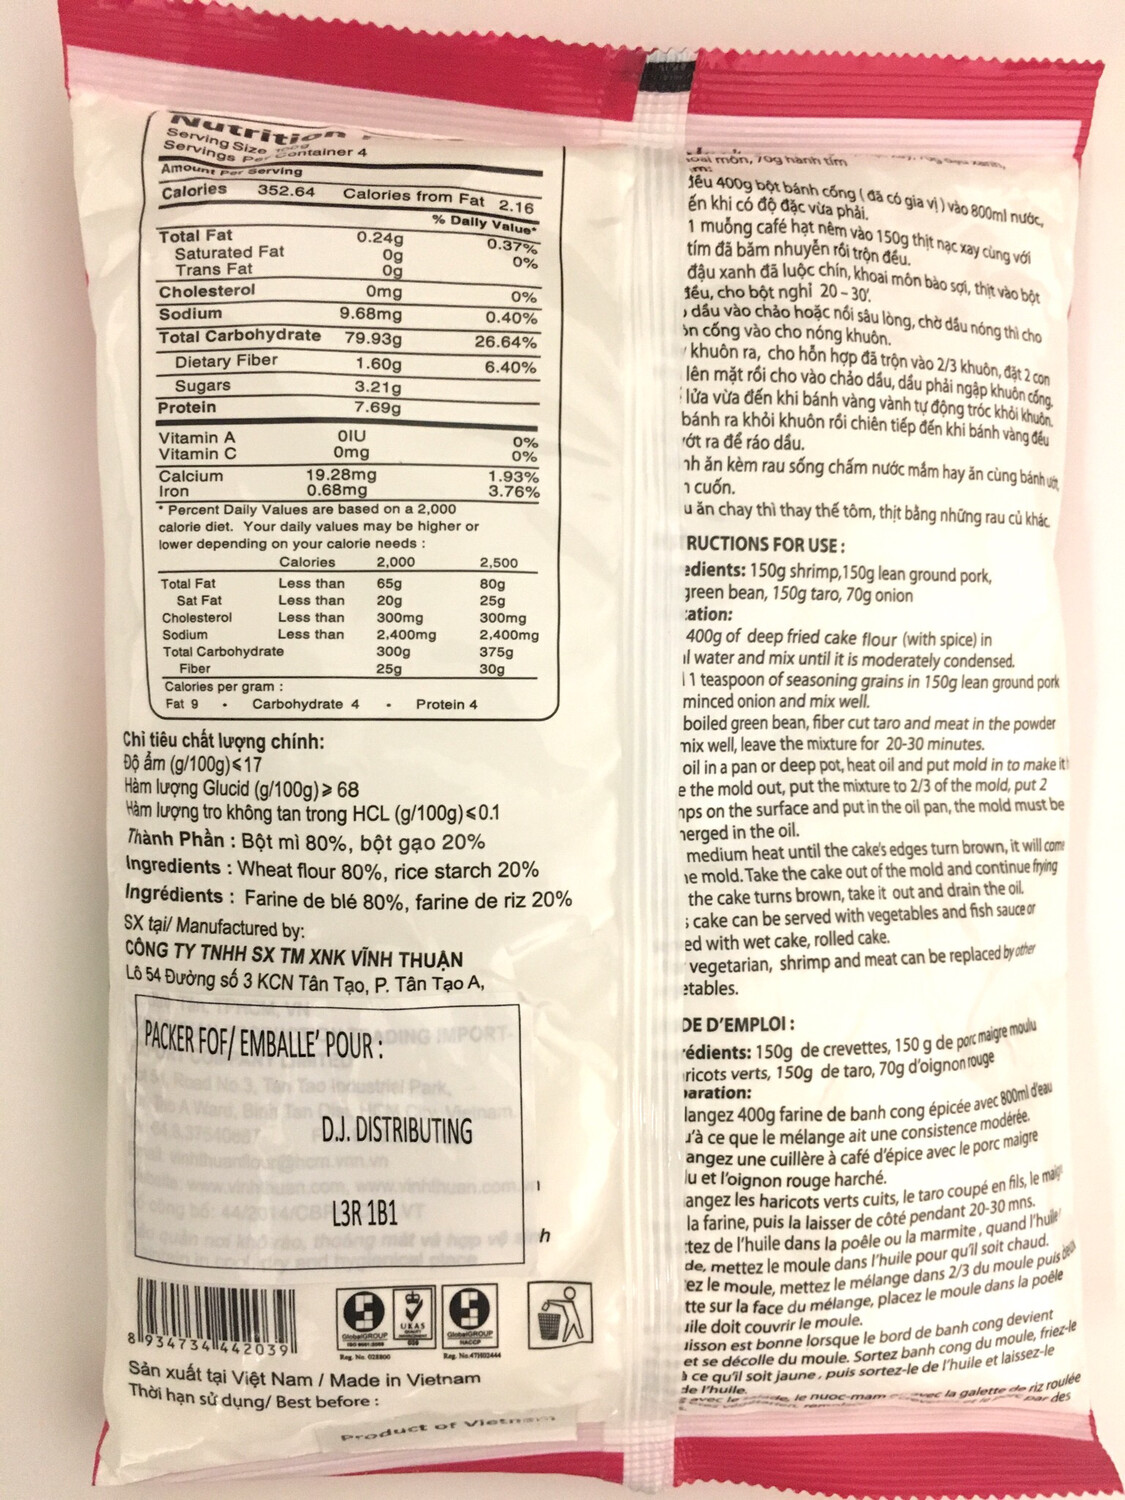 Nutrition
Serving Size 100g
Servings Per Container 4
Amount Per Serving
Calories 352.64 Calories from Fat 2.16
% Daily Value*
Total Fat 0.24g 0.37%
Saturated Fat 0g 0%
Trans Fat 0g
Cholesterol 0mg 0%
Sodium 9.68mg 0.40%
Total Carbohydrate 79.93g 26.64%
Dietary Fiber 1.60g 6.40%
Sugars 3.21g
Protein 7.69g
Vitamin A 0IU 0%
Vitamin C 0mg 0%
Calcium 19.28mg 1.93%
Iron 0.68mg 3.76%
* Percent Daily Values are based on a 2,000
calorie diet. Your daily values may be higher or
lower depending on your calorie needs :
Calories 2,000 2,500
Total Fat Less than 65g 80g
Sat Fat Less than 20g 25g
Cholesterol Less than 300mg 300mg
Sodium Less than 2,400mg 2,400mg
Total Carbohydrate 300g 375g
Fiber 25g 30g
Calories per gram :
Fat 9 • Carbohydrate 4 • Protein 4
Chỉ tiêu chất lượng chính:
Độ ẩm (g/100g)⩽17
Hàm lượng Glucid (g/100g)⩾68
Hàm lượng tro không tan trong HCL (g/100g)⩽0.1
Thành Phần : Bột mì 80%, bột gạo 20%
Ingredients : Wheat flour 80%, rice starch 20%
Ingrédients : Farine de blé 80%, farine de riz 20%
SX tại/ Manufactured by:
CÔNG TY TNHH SX TM XNK VĨNH THUẬN
Lô 54 Đường số 3 KCN Tân Tạo, P. Tân Tạo A,
PACKER FOF/ EMBALLE' POUR :
D.J. DISTRIBUTING
L3R 1B1
h
8 934734 442039
GlobalGROUP
ISO 9001:2008
UKAS
QUALITY
MANAGEMENT
008
GlobalGROUP
HACCP
Reg. No. 028800
Reg. No.47H02444
Sản xuất tại Việt Nam / Made in Vietnam
Thời hạn sử dụng/ Best before :
Product of Vietnam
oai môn, 70g hành tím
đều 400g bột bánh cống ( đã có gia vị ) vào 800ml nước,
ến khi có độ đặc vừa phải.
1 muỗng café hạt nêm vào 150g thịt nạc xay cùng với
tím đã băm nhuyễn rồi trộn đều.
đậu xanh đã luộc chín, khoai môn bào sợi, thịt vào bột
đều, cho bột nghỉ 20 – 30'.
dầu vào chảo hoặc nồi sâu lòng, chờ dầu nóng thì cho
ôn cống vào cho nóng khuôn.
khuôn ra, cho hỗn hợp đã trộn vào 2/3 khuôn, đặt 2 con
lên mặt rồi cho vào chảo dầu, dầu phải ngập khuôn cống.
lửa vừa đến khi bánh vàng vành tự động tróc khỏi khuôn.
bánh ra khỏi khuôn rồi chiên tiếp đến khi bánh vàng đều
vớt ra để ráo dầu.
nh ăn kèm rau sống chấm nước mắm hay ăn cùng bánh ướt,
n cuốn.
u ăn chay thì thay thế tôm, thịt bằng những rau củ khác.
RUCTIONS FOR USE :
edients: 150g shrimp,150g lean ground pork,
green bean, 150g taro, 70g onion
ation:
400g of deep fried cake flour (with spice) in
l water and mix until it is moderately condensed.
1 teaspoon of seasoning grains in 150g lean ground pork
minced onion and mix well.
boiled green bean, fiber cut taro and meat in the powder
mix well, leave the mixture for 20-30 minutes.
oil in a pan or deep pot, heat oil and put mold in to make it
e the mold out, put the mixture to 2/3 of the mold, put 2
mps on the surface and put in the oil pan, the mold must be
merged in the oil.
medium heat until the cake's edges turn brown, it will come
he mold. Take the cake out of the mold and continue frying
the cake turns brown, take it out and drain the oil.
s cake can be served with vegetables and fish sauce or
ed with wet cake, rolled cake.
vegetarian, shrimp and meat can be replaced by other
etables.
DE D'EMPLOI :
édients: 150g de crevettes, 150 g de porc maigre moulu
ricots verts, 150g de taro, 70g d'oignon rouge
paration:
langez 400g farine de banh cong épicée avec 800ml d'eau
u'à ce que le mélange ait une consistence modérée.
angez une cuillère à café d'épice avec le porc maigre
lu et l'oignon rouge harché.
angez les haricots verts cuits, le taro coupé en fils, le maigre
la farine, puis la laisser de côté pendant 20-30 mns.
tez de l'huile dans la poêle ou la marmite , quand l'huile
de, mettez le moule dans l'huile pour qu'il soit chaud.
ez le moule, mettez le mélange dans 2/3 du moule puis deux
tte sur la face du mélange, placez le moule dans la poêle
uile doit couvrir le moule.
uisson est bonne lorsque le bord de banh cong devient
et se décolle du moule. Sortez banh cong du moule, friez-le
à ce qu'il soit jaune , puis sortez-le de l'huile et laissez-le
de l'huile.
avec la galette de riz roulée